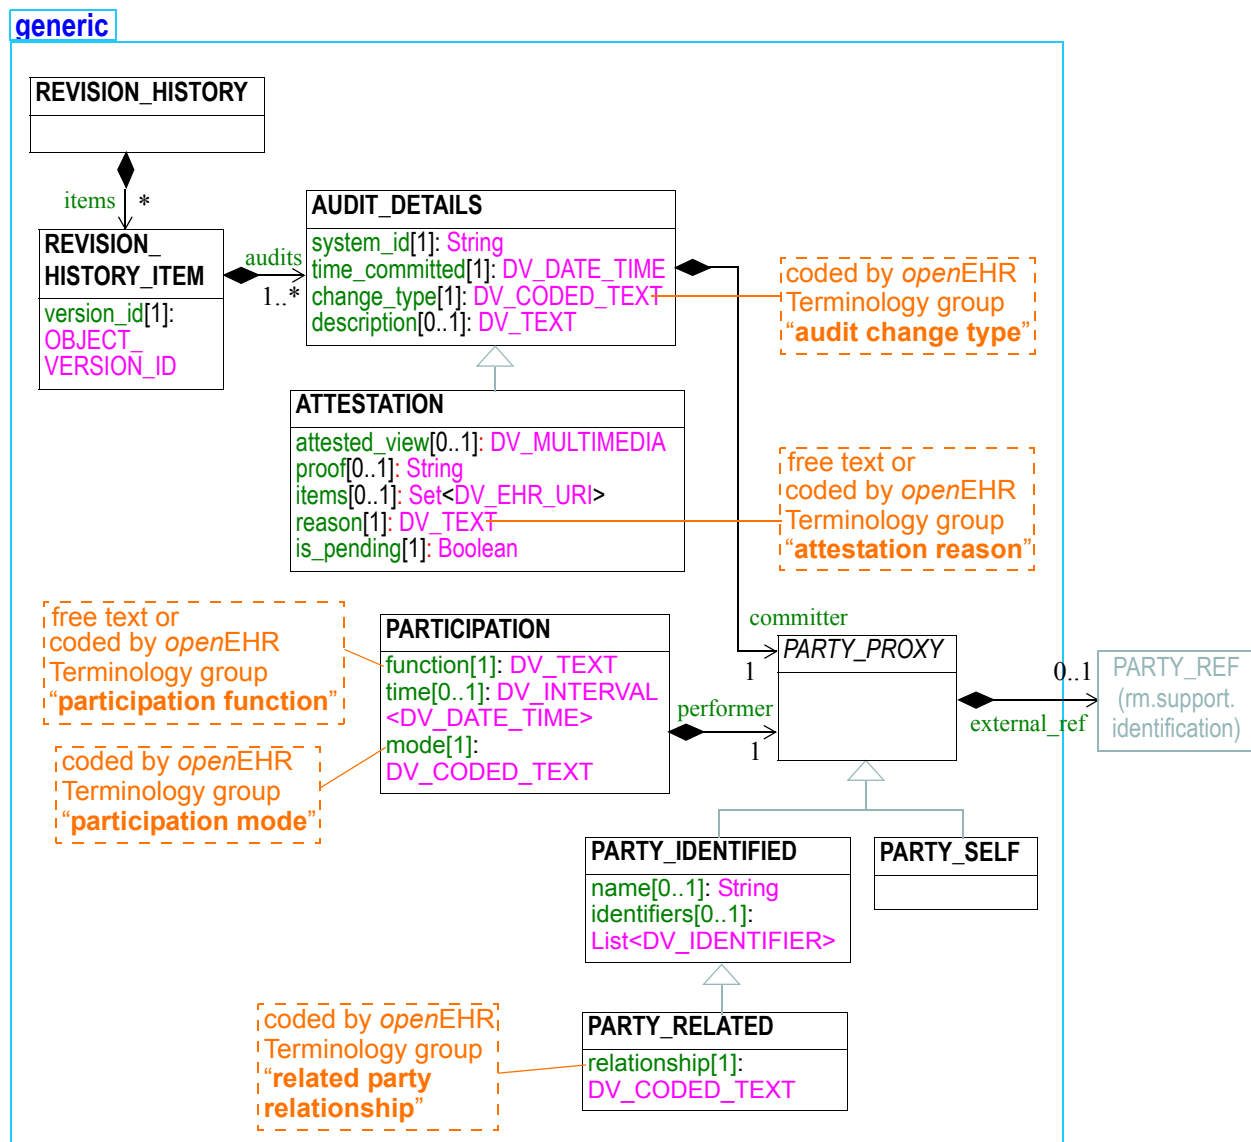 generic
REVISION_HISTORY
items
*
REVISION_
HISTORY_ITEM
version_id[1]:
OBJECT_
VERSION_ID
audits
1..*
AUDIT_DETAILS
system_id[1]: String
time_committed[1]: DV_DATE_TIME
change_type[1]: DV_CODED_TEXT
description[0..1]: DV_TEXT
coded by openEHR
Terminology group
“audit change type”
ATTESTATION
attested_view[0..1]: DV_MULTIMEDIA
proof[0..1]: String
items[0..1]: Set<DV_EHR_URI>
reason[1]: DV_TEXT
is_pending[1]: Boolean
free text or
coded by openEHR
Terminology group
“attestation reason”
free text or
coded by openEHR
Terminology group
“participation function”
coded by openEHR
Terminology group
“participation mode”
PARTICIPATION
function[1]: DV_TEXT
time[0..1]: DV_INTERVAL
<DV_DATE_TIME>
mode[1]:
DV_CODED_TEXT
performer
1
committer
1
PARTY_PROXY
0..1
external_ref
PARTY_REF
(rm.support.
identification)
PARTY_IDENTIFIED
name[0..1]: String
identifiers[0..1]:
List<DV_IDENTIFIER>
PARTY_SELF
coded by openEHR
Terminology group
“related party
relationship”
PARTY_RELATED
relationship[1]:
DV_CODED_TEXT